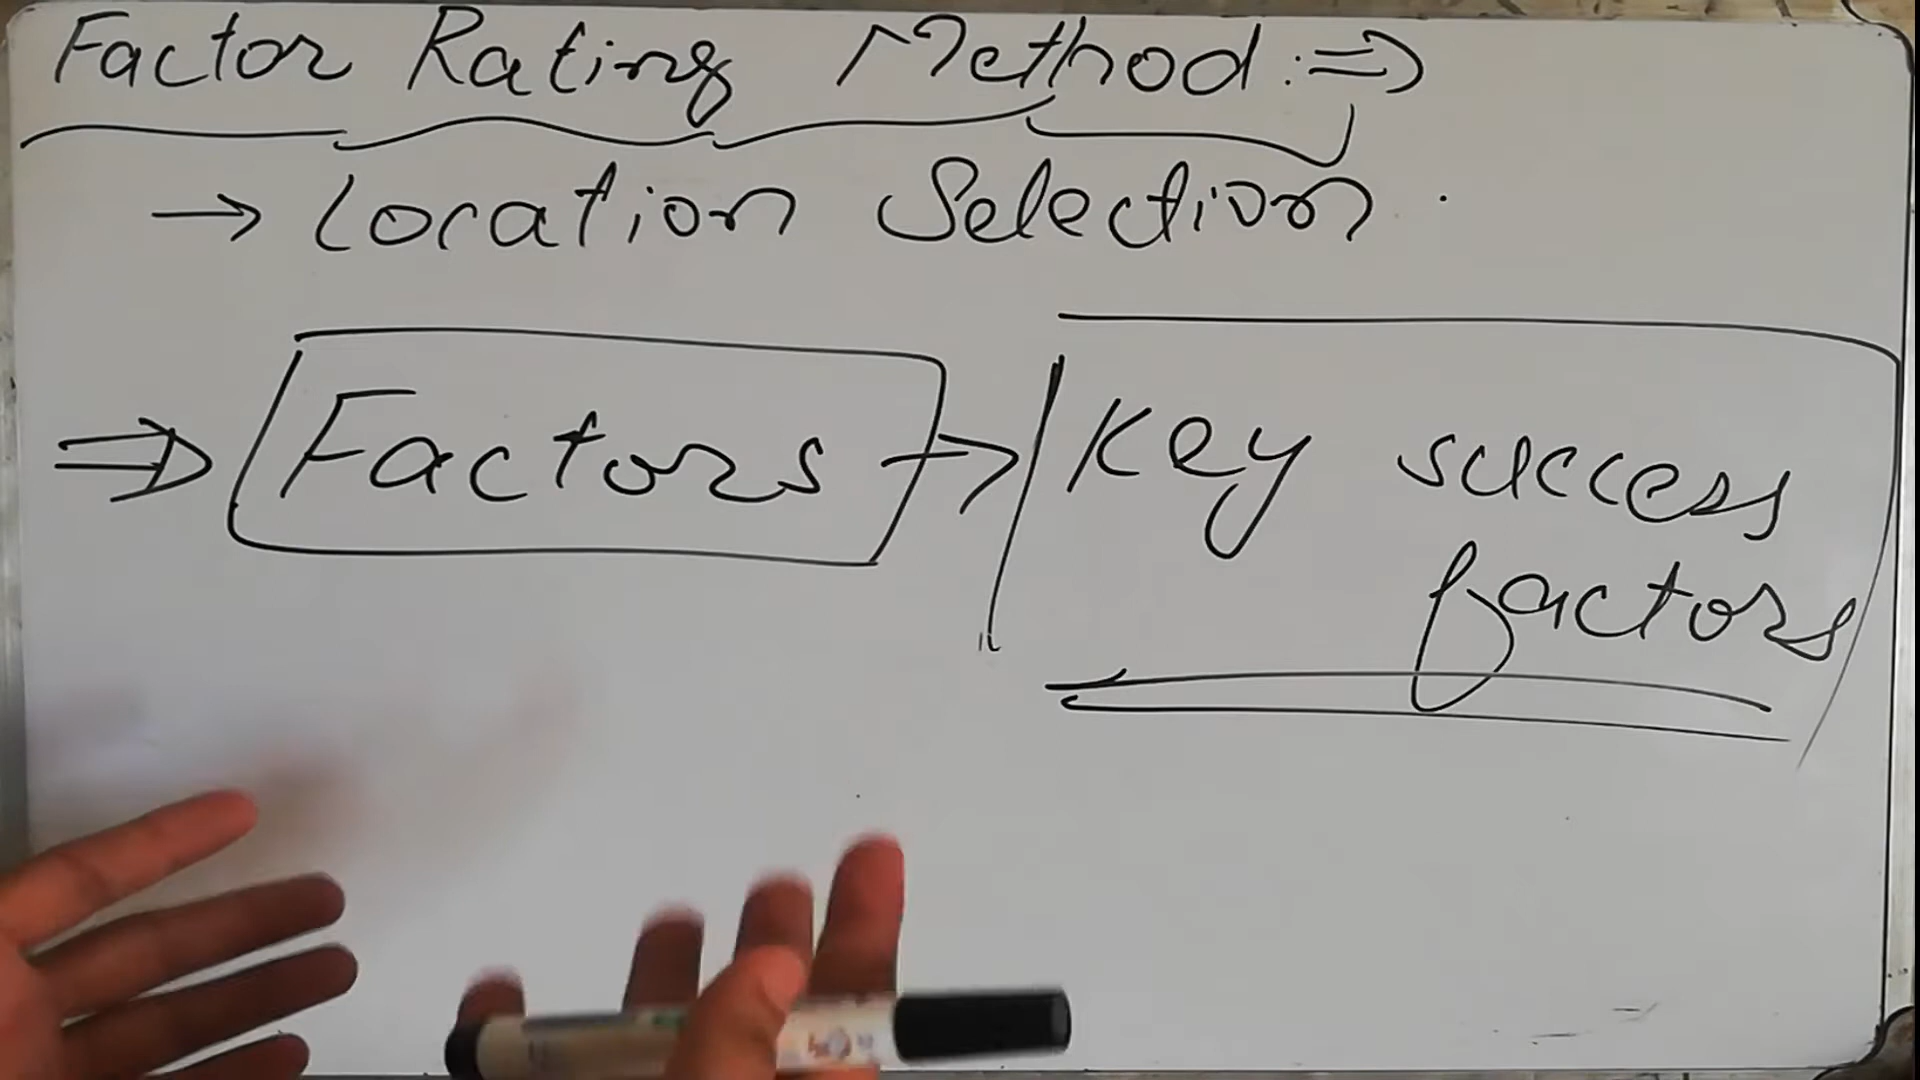 Factor Rating Method :⇒
→ Location Selection .
⇒ Factors → Key success
factors